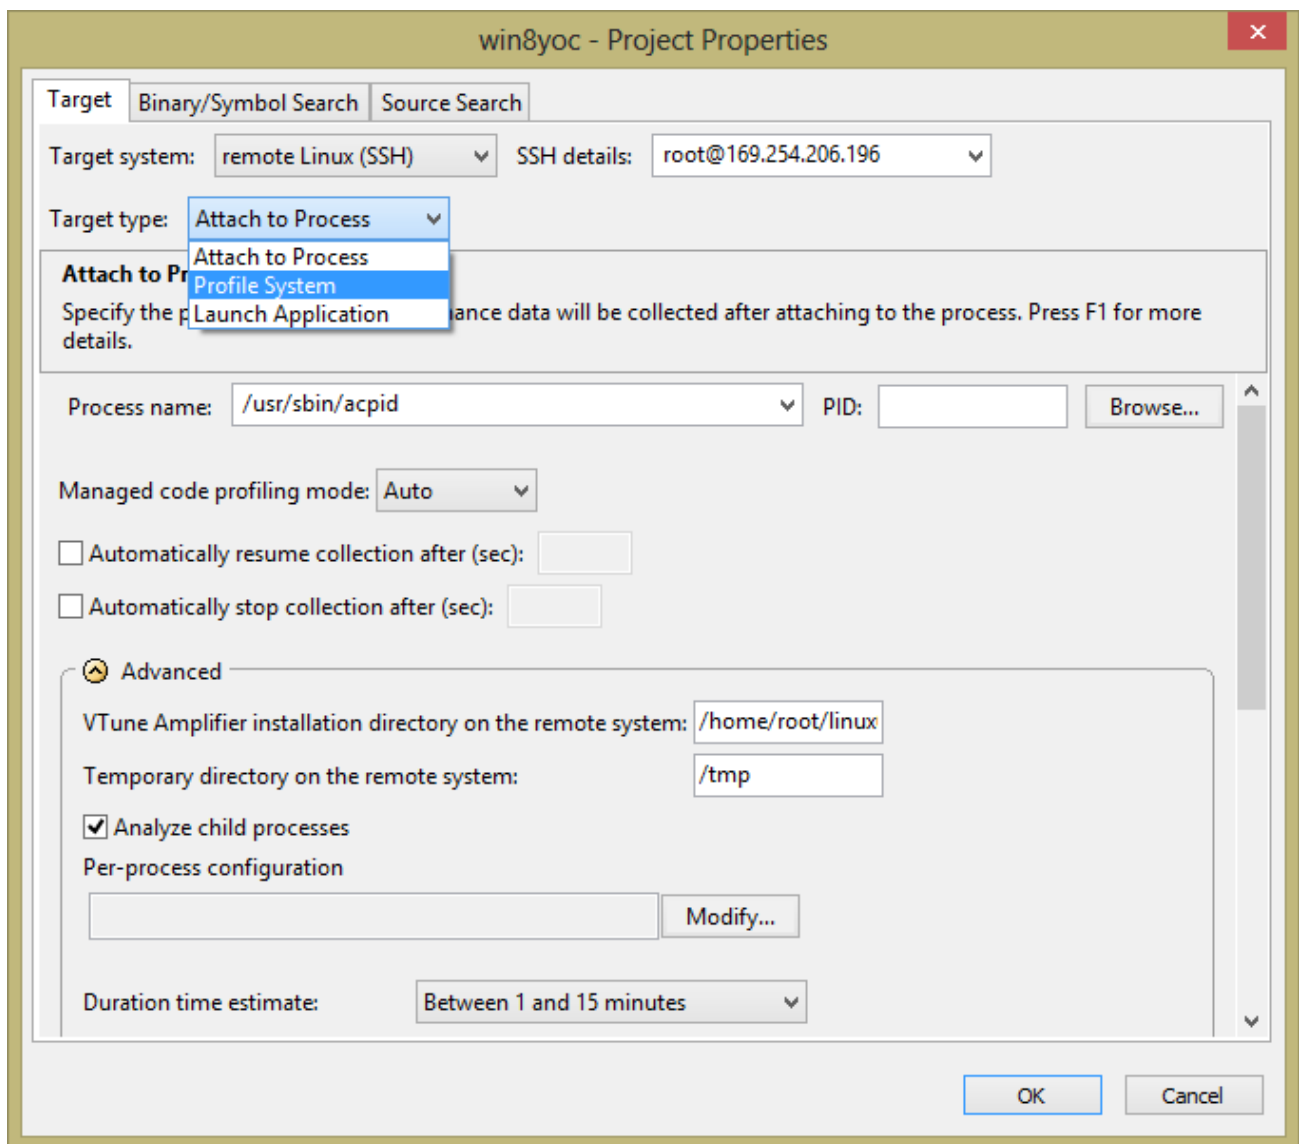 win8yoc - Project Properties
Target Binary/Symbol Search Source Search
Target system: remote Linux (SSH) SSH details: root@169.254.206.196
Target type: Attach to Process
Attach to Process
Attach to Pr
Profile System
Specify the p
Launch Application
nance data will be collected after attaching to the process. Press F1 for more
details.
Process name: /usr/sbin/acpid PID: Browse...
Managed code profiling mode: Auto
Automatically resume collection after (sec):
Automatically stop collection after (sec):
Advanced
VTune Amplifier installation directory on the remote system: /home/root/linux
Temporary directory on the remote system: /tmp
Analyze child processes
Per-process configuration
Modify...
Duration time estimate: Between 1 and 15 minutes
OK Cancel